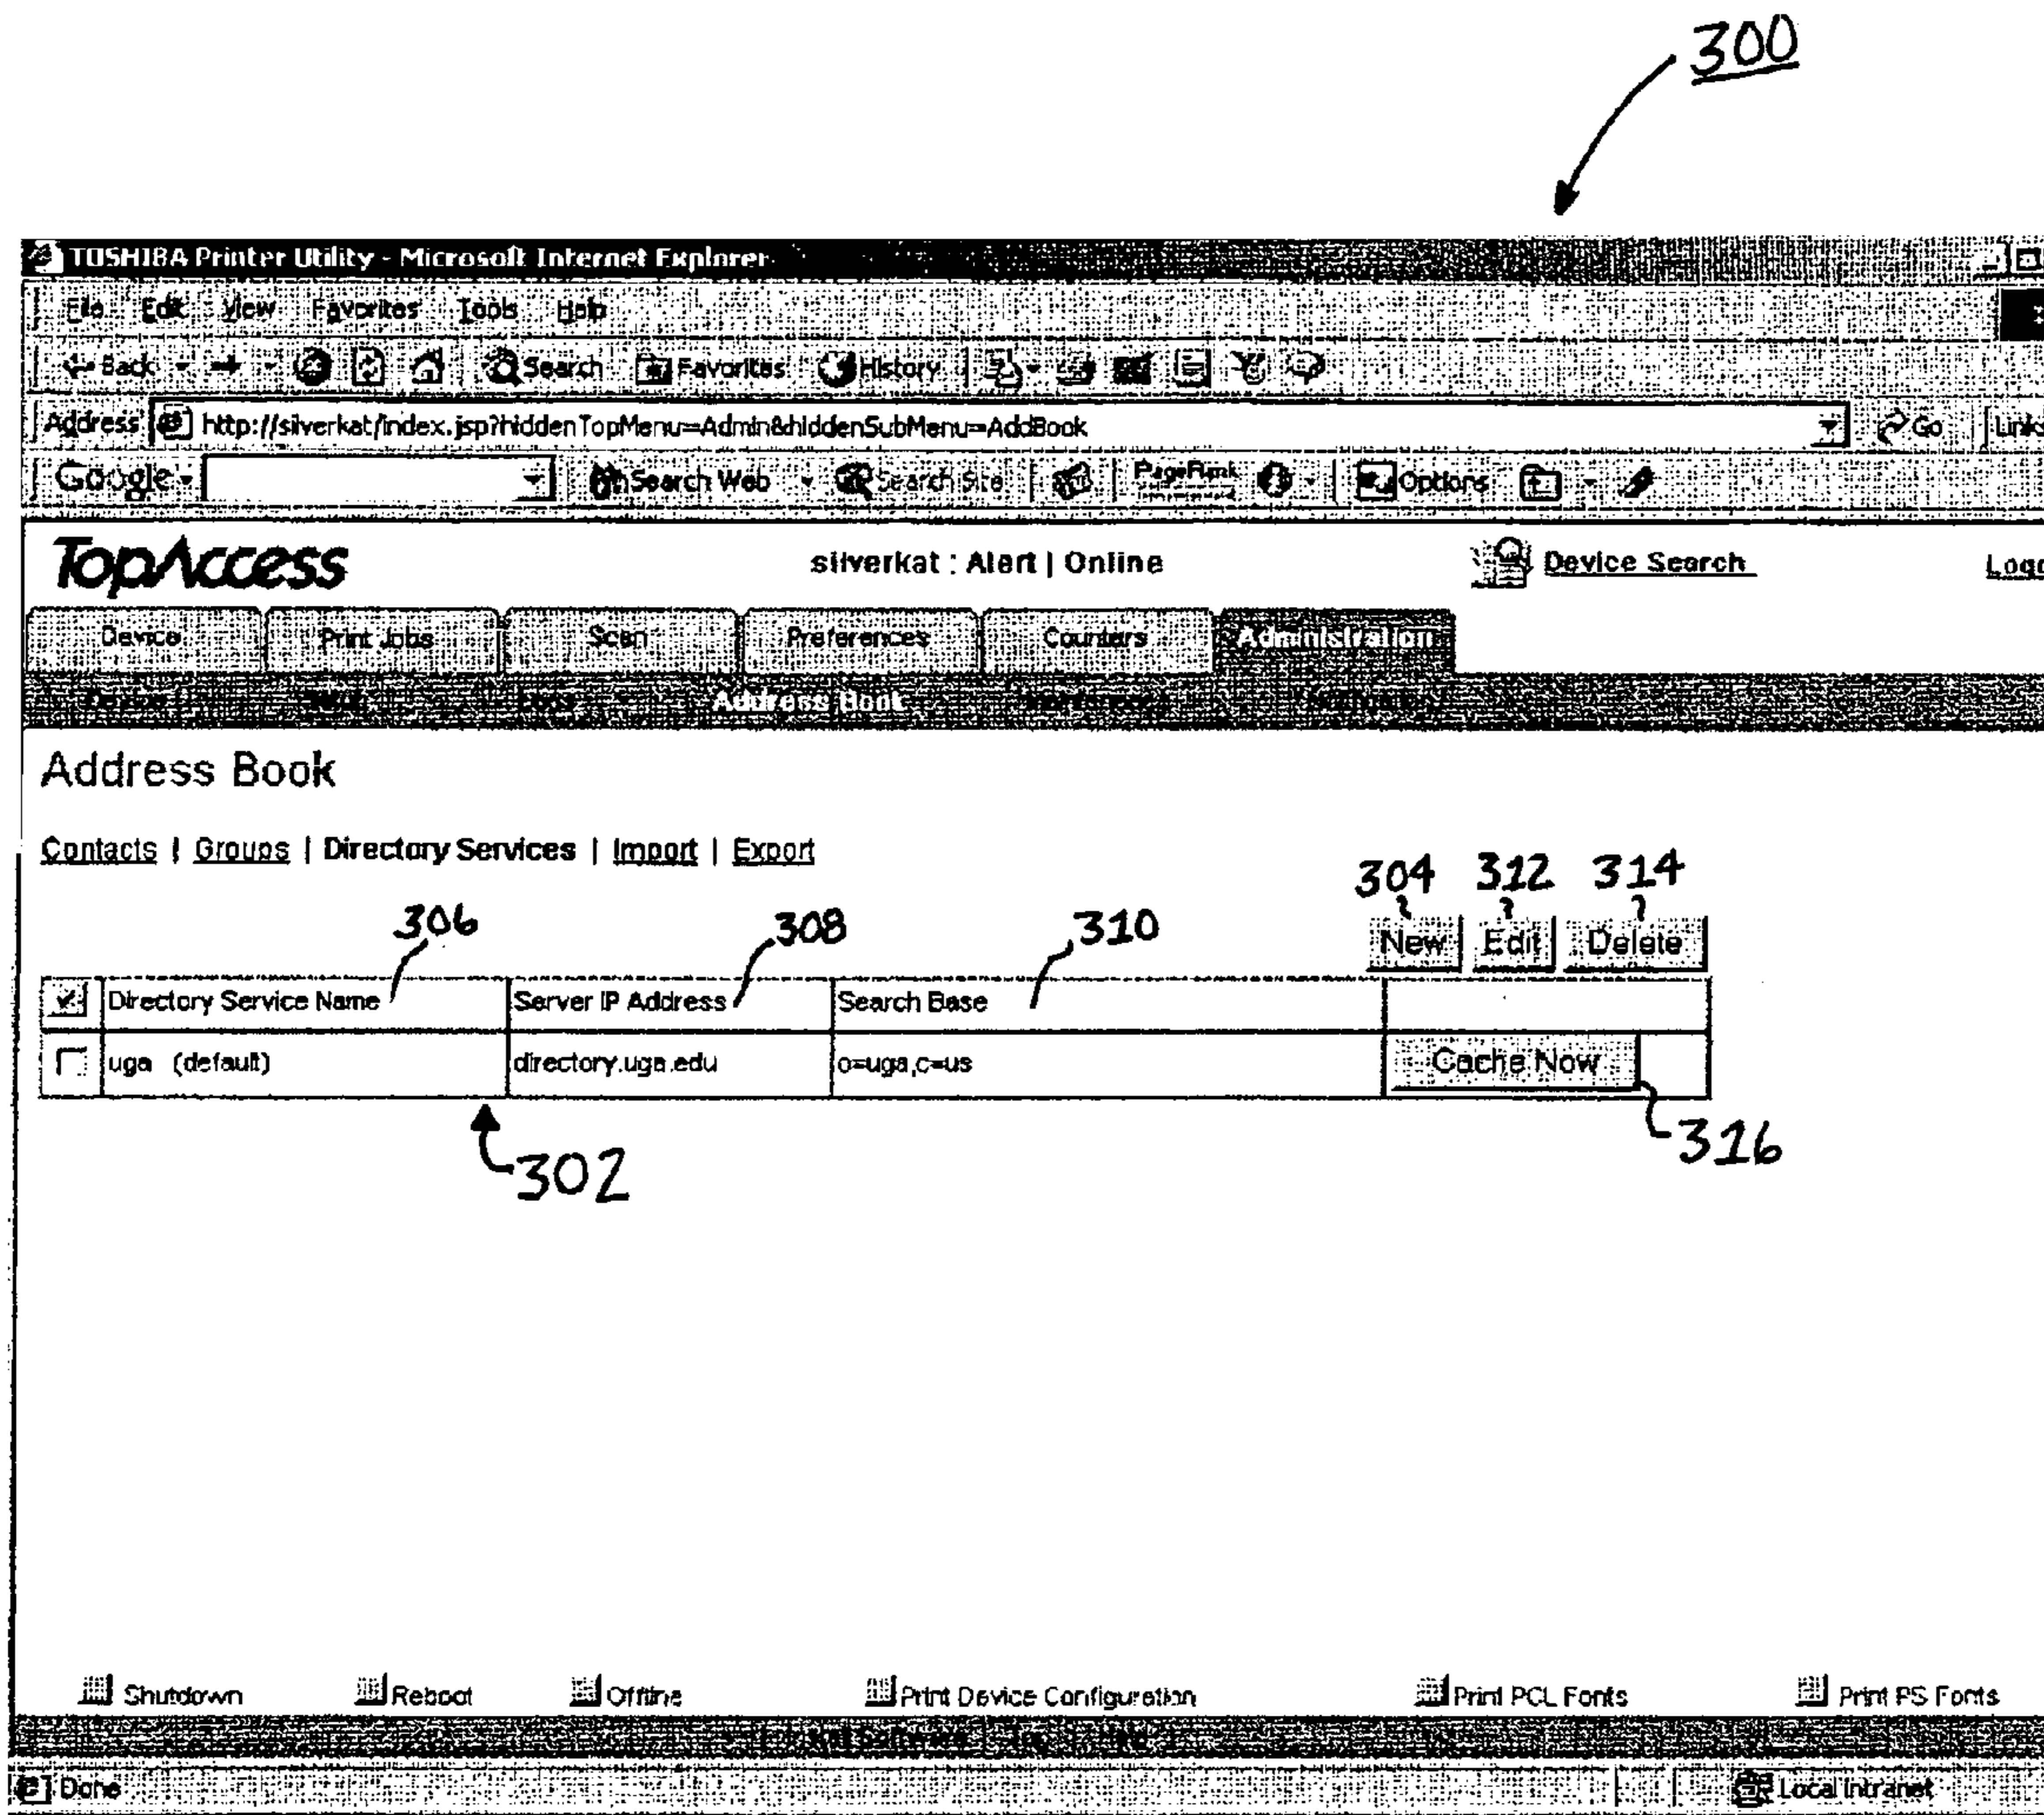 300
TOSHIBA Printer Utility - Microsoft Internet Explorer
File Edit View Favorites Tools Help
Back Search Favorites History
Address http://silverkat/index.jsp?hiddenTopMenu=Admin&hiddenSubMenu=AddBook Go Links
Google Search Web Search Site PageRank Options
TopAccess silverkat : Alert | Online Device Search
Device Print Jobs Scan Preferences Counters Administration
Device Logs Address Book
Address Book
Contacts | Groups | Directory Services | Import | Export
304 312 314
306 308 310
New Edit Delete
Directory Service Name Server IP Address Search Base
uga (default) directory.uga.edu o=uga,c=us Cache Now
302 316
Shutdown Reboot Offline Print Device Configuration Print PCL Fonts Print PS Fonts
Done Local intranet